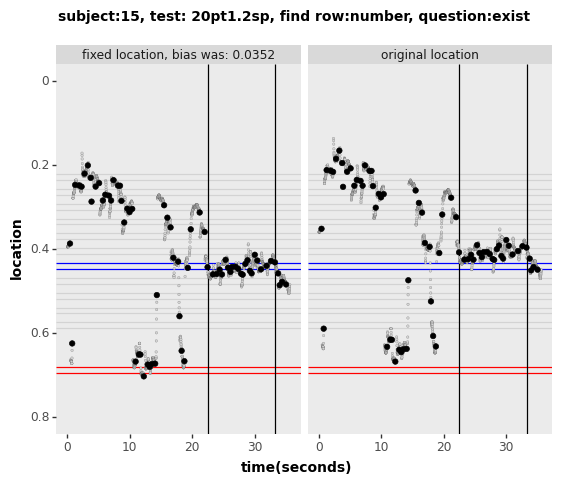 subject:15, test: 20pt1.2sp, find row:number, question:exist
fixed location, bias was: 0.0352
original location
0
0.2
0.4
0.6
0.8
location
0 10 20 30 0 10 20 30
time(seconds)